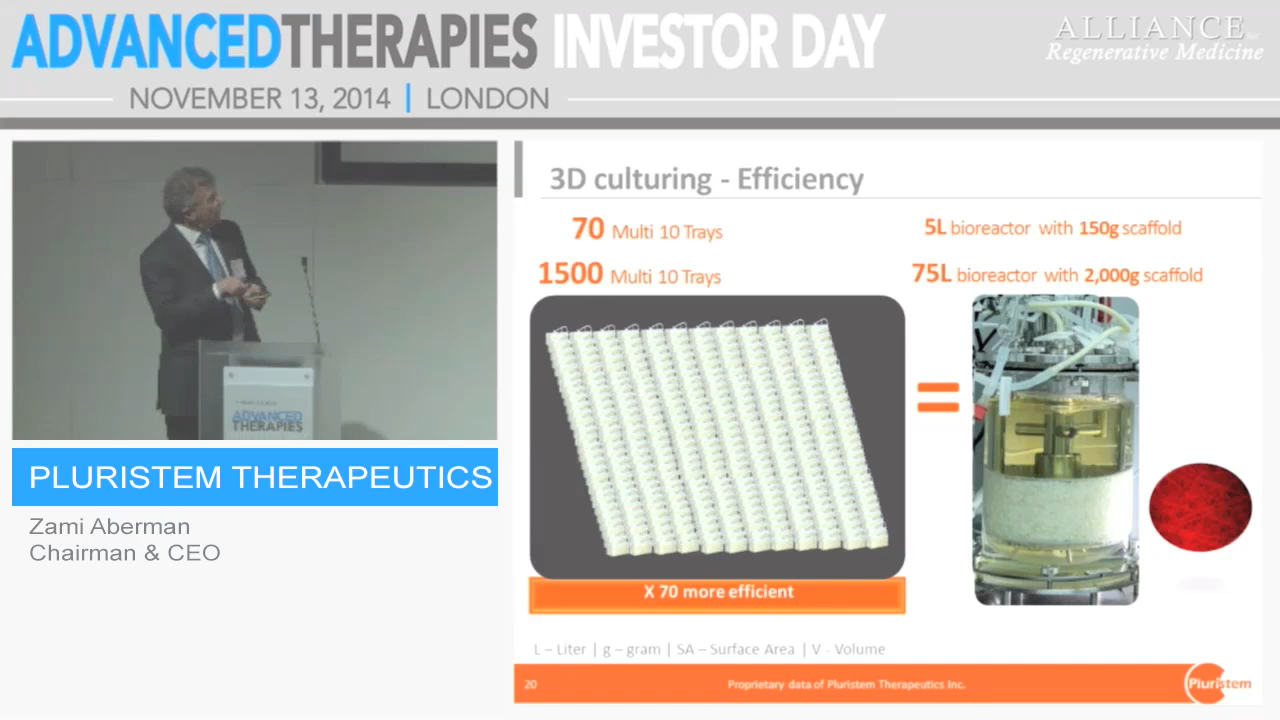 ADVANCEDTHERAPIES INVESTOR DAY
NOVEMBER 13, 2014 | LONDON
ALLIANCE for
Regenerative Medicine
ADVANCED
THERAPIES
PLURISTEM THERAPEUTICS
Zami Aberman
Chairman & CEO
3D culturing - Efficiency
70 Multi 10 Trays
5L bioreactor with 150g scaffold
1500 Multi 10 Trays
75L bioreactor with 2,000g scaffold
=
X 70 more efficient
L – Liter | g – gram | SA – Surface Area | V - Volume
20
Proprietary data of Pluristem Therapeutics Inc.
Pluristem